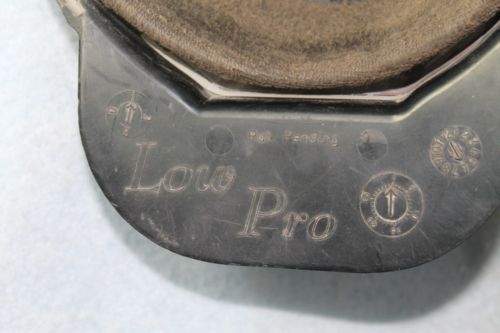 Pat. Pending
Low
Pro